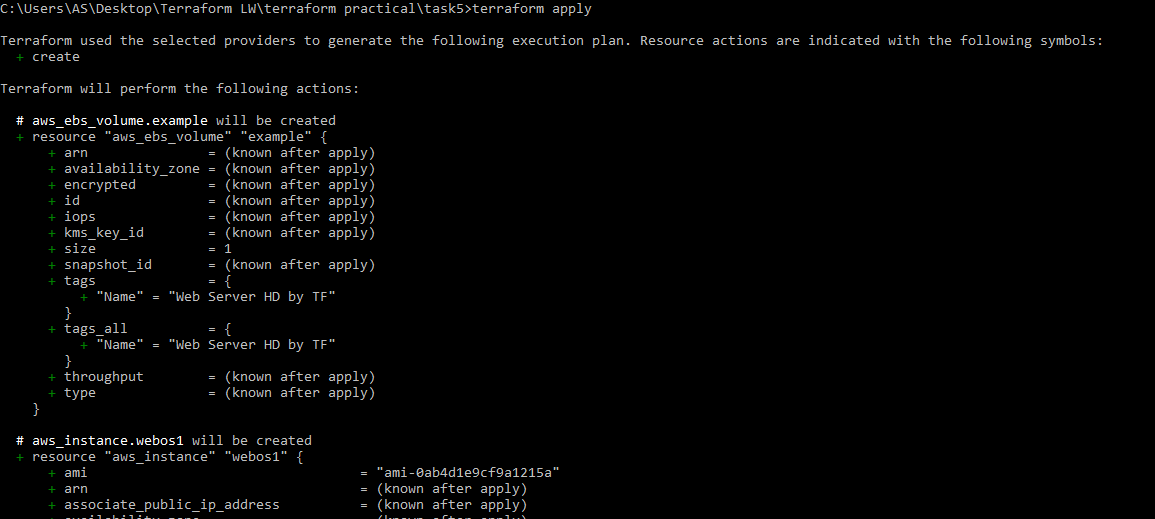 C:\Users\AS\Desktop\Terraform LW\terraform practical\task5>terraform apply
Terraform used the selected providers to generate the following execution plan. Resource actions are indicated with the following symbols:
+ create
Terraform will perform the following actions:
# aws_ebs_volume.example will be created
+ resource "aws_ebs_volume" "example" {
+ arn = (known after apply)
+ availability_zone = (known after apply)
+ encrypted = (known after apply)
+ id = (known after apply)
+ iops = (known after apply)
+ kms_key_id = (known after apply)
+ size = 1
+ snapshot_id = (known after apply)
+ tags = {
+ "Name" = "Web Server HD by TF"
}
+ tags_all = {
+ "Name" = "Web Server HD by TF"
}
+ throughput = (known after apply)
+ type = (known after apply)
}
# aws_instance.webos1 will be created
+ resource "aws_instance" "webos1" {
+ ami = "ami-0ab4d1e9cf9a1215a"
+ arn = (known after apply)
+ associate_public_ip_address = (known after apply)